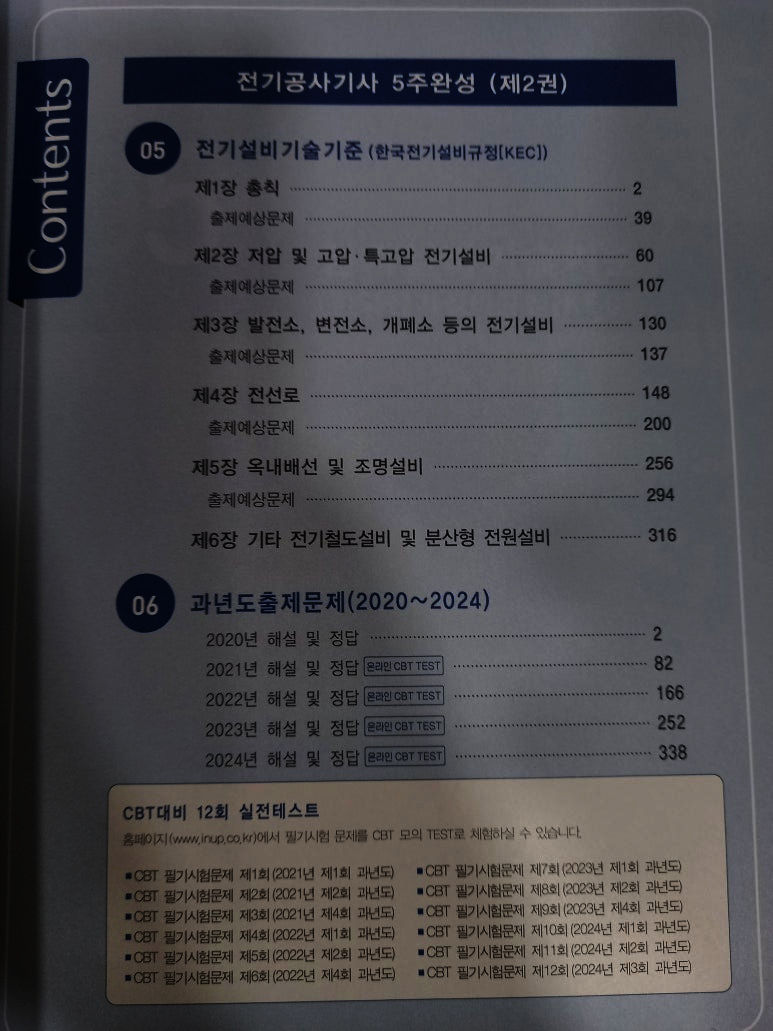 Contents
전기공사기사 5주완성 (제2권)
05 전기설비기술기준 (한국전기설비규정[KEC])
제1장 총칙 2
출제예상문제 39
제2장 저압 및 고압·특고압 전기설비 60
출제예상문제 107
제3장 발전소, 변전소, 개폐소 등의 전기설비 130
출제예상문제 137
제4장 전선로 148
출제예상문제 200
제5장 옥내배선 및 조명설비 256
출제예상문제 294
제6장 기타 전기철도설비 및 분산형 전원설비 316
06 과년도출제문제(2020~2024)
2020년 해설 및 정답 2
2021년 해설 및 정답 온라인 CBT TEST 82
2022년 해설 및 정답 온라인 CBT TEST 166
2023년 해설 및 정답 온라인 CBT TEST 252
2024년 해설 및 정답 온라인 CBT TEST 338
CBT대비 12회 실전테스트
홈페이지(www.inup.co.kr)에서 필기시험 문제를 CBT 모의 TEST로 체험하실 수 있습니다.
■ CBT 필기시험문제 제1회(2021년 제1회 과년도)
■ CBT 필기시험문제 제2회(2021년 제2회 과년도)
■ CBT 필기시험문제 제3회(2021년 제4회 과년도)
■ CBT 필기시험문제 제4회(2022년 제1회 과년도)
■ CBT 필기시험문제 제5회(2022년 제2회 과년도)
■ CBT 필기시험문제 제6회(2022년 제4회 과년도)
■ CBT 필기시험문제 제7회(2023년 제1회 과년도)
■ CBT 필기시험문제 제8회(2023년 제2회 과년도)
■ CBT 필기시험문제 제9회(2023년 제4회 과년도)
■ CBT 필기시험문제 제10회(2024년 제1회 과년도)
■ CBT 필기시험문제 제11회(2024년 제2회 과년도)
■ CBT 필기시험문제 제12회(2024년 제3회 과년도)